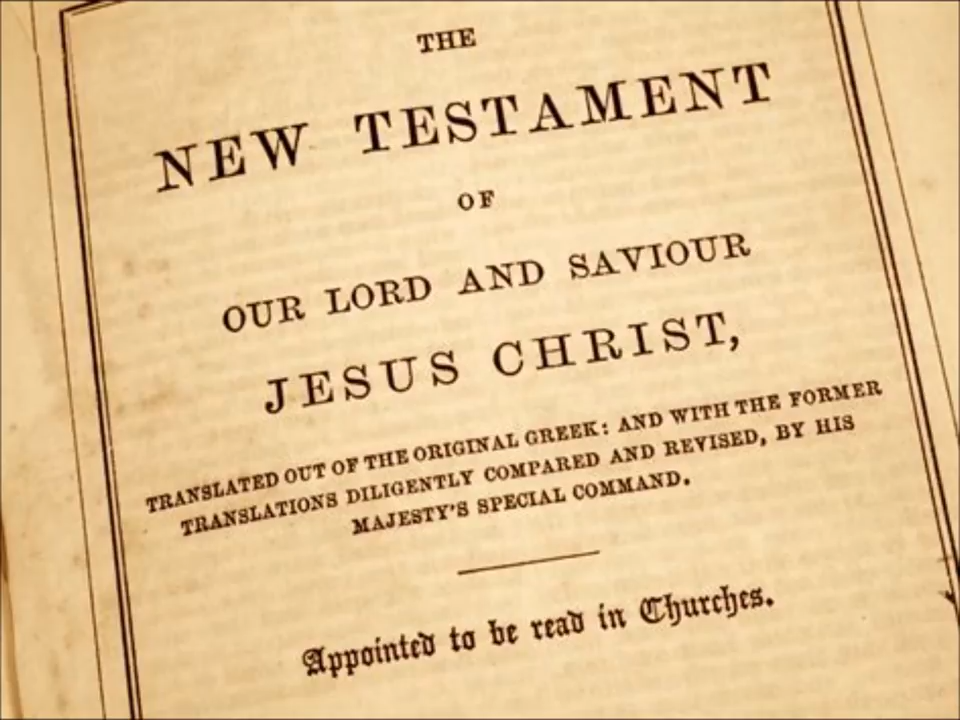 THE
NEW TESTAMENT
OF
OUR LORD AND SAVIOUR
JESUS CHRIST,
TRANSLATED OUT OF THE ORIGINAL GREEK: AND WITH THE FORMER
TRANSLATIONS DILIGENTLY COMPARED AND REVISED, BY HIS
MAJESTY'S SPECIAL COMMAND.
Appointed to be read in Churches.